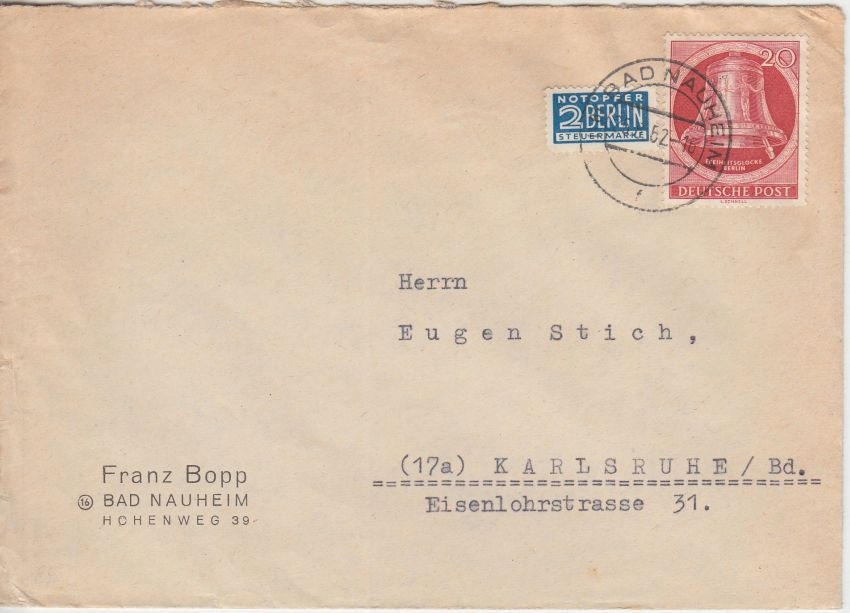 20
FREIHEITSGLOCKE
BERLIN
DEUTSCHE POST
NOTOPFER
2 BERLIN
STEUERMARKE
BAD NAUHEIM
Herrn
Eugen Stich,
(17a) KARLSRUHE/Bd.
Eisenlohrstrasse 31.
Franz Bopp
16 BAD NAUHEIM
HOHENWEG 39